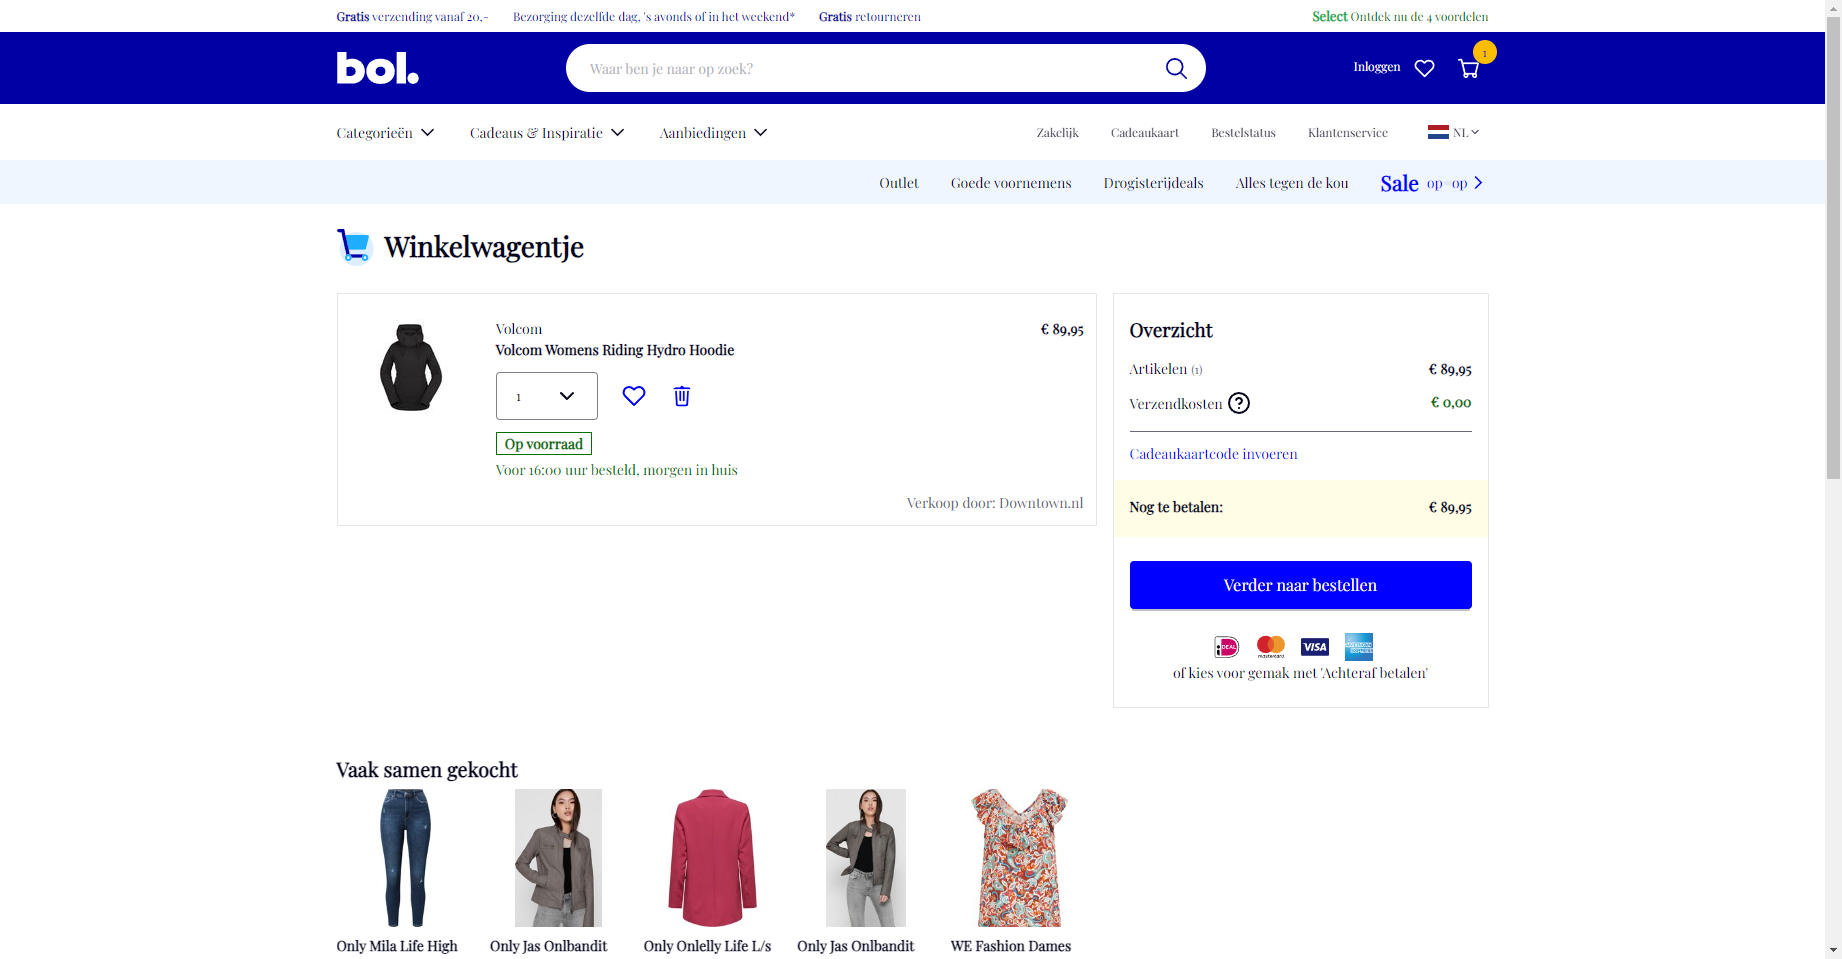 Gratis verzending vanaf 20,- Bezorging dezelfde dag, 's avonds of in het weekend* Gratis retourneren Select Ontdek nu de 4 voordelen
bol. Waar ben je naar op zoek? Inloggen 1
Categorieën Cadeaus & Inspiratie Aanbiedingen Zakelijk Cadeaukaart Bestelstatus Klantenservice NL
Outlet Goede voornemens Drogisterijdeals Alles tegen de kou Sale op=op
Winkelwagentje
Volcom € 89,95
Volcom Womens Riding Hydro Hoodie
1
Op voorraad
Voor 16:00 uur besteld, morgen in huis
Verkoop door: Downtown.nl
Overzicht
Artikelen (1) € 89,95
Verzendkosten ? € 0,00
Cadeaukaartcode invoeren
Nog te betalen: € 89,95
Verder naar bestellen
iDEAL mastercard VISA AMERICAN EXPRESS
of kies voor gemak met 'Achteraf betalen'
Vaak samen gekocht
Only Mila Life High Only Jas Onlbandit Only Onlelly Life L/s Only Jas Onlbandit WE Fashion Dames